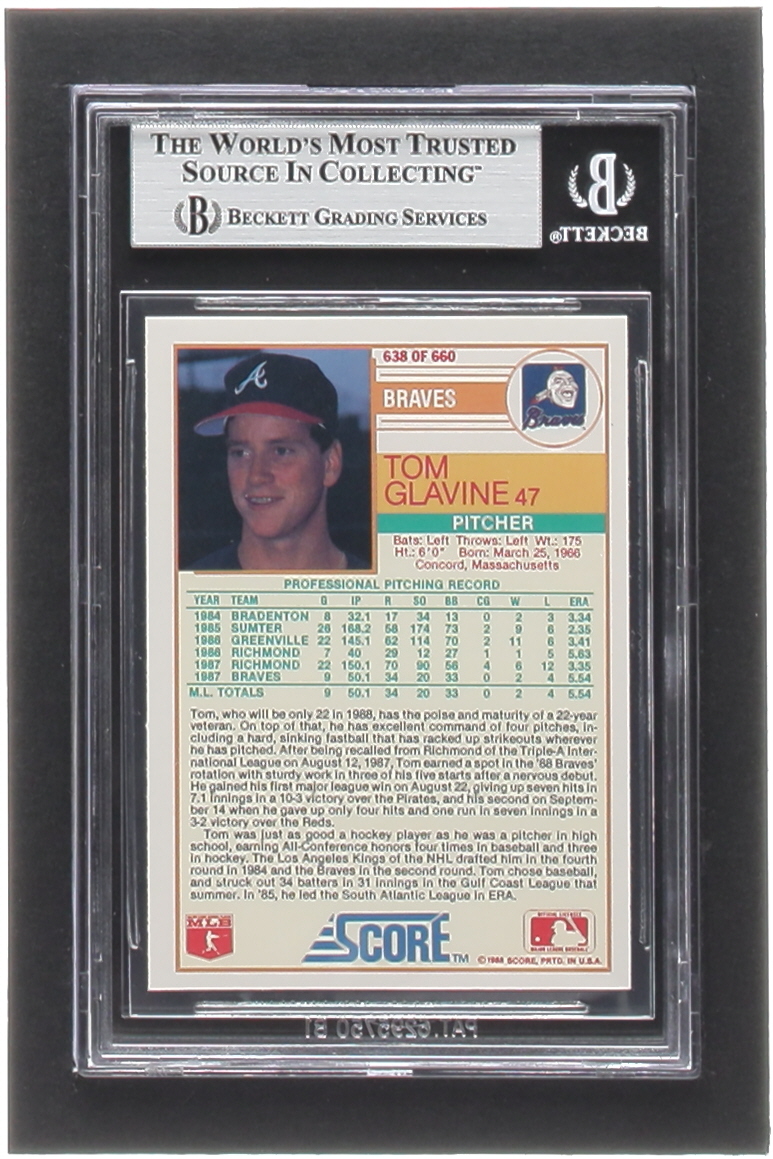 THE WORLD'S MOST TRUSTED
SOURCE IN COLLECTING™
B BECKETT GRADING SERVICES
B
BECKETT®
638 OF 660
BRAVES
Braves
TOM
GLAVINE 47
PITCHER
Bats: Left Throws: Left Wt.: 175
Ht.: 6'0" Born: March 25, 1966
Concord, Massachusetts
PROFESSIONAL PITCHING RECORD
YEAR TEAM G IP R SO BB CG W L ERA
1984 BRADENTON 8 32.1 17 34 13 0 2 3 3.34
1985 SUMTER 26 168.2 58 174 73 2 9 6 2.35
1986 GREENVILLE 22 145.1 62 114 70 2 11 6 3.41
1986 RICHMOND 7 40 29 12 27 1 1 5 5.63
1987 RICHMOND 22 150.1 70 90 56 4 6 12 3.35
1987 BRAVES 9 50.1 34 20 33 0 2 4 5.54
M.L. TOTALS 9 50.1 34 20 33 0 2 4 5.54
Tom, who will be only 22 in 1988, has the poise and maturity of a 22-year
veteran. On top of that, he has excellent command of four pitches, in-
cluding a hard, sinking fastball that has racked up strikeouts wherever
he has pitched. After being recalled from Richmond of the Triple-A Inter-
national League on August 12, 1987, Tom earned a spot in the '88 Braves'
rotation with sturdy work in three of his five starts after a nervous debut.
He gained his first major league win on August 22, giving up seven hits in
7.1 innings in a 10-3 victory over the Pirates, and his second on Septem-
ber 14 when he gave up only four hits and one run in seven innings in a
3-2 victory over the Reds.
Tom was just as good a hockey player as he was a pitcher in high
school, earning All-Conference honors four times in baseball and three
in hockey. The Los Angeles Kings of the NHL drafted him in the fourth
round in 1984 and the Braves in the second round. Tom chose baseball,
and struck out 34 batters in 31 innings in the Gulf Coast League that
summer. In '85, he led the South Atlantic League in ERA.
MLB
SCORE™
OFFICIAL LICENSEE
MAJOR LEAGUE BASEBALL
©1988 SCORE, PRTD. IN U.S.A.
PAT. 6295750 B1